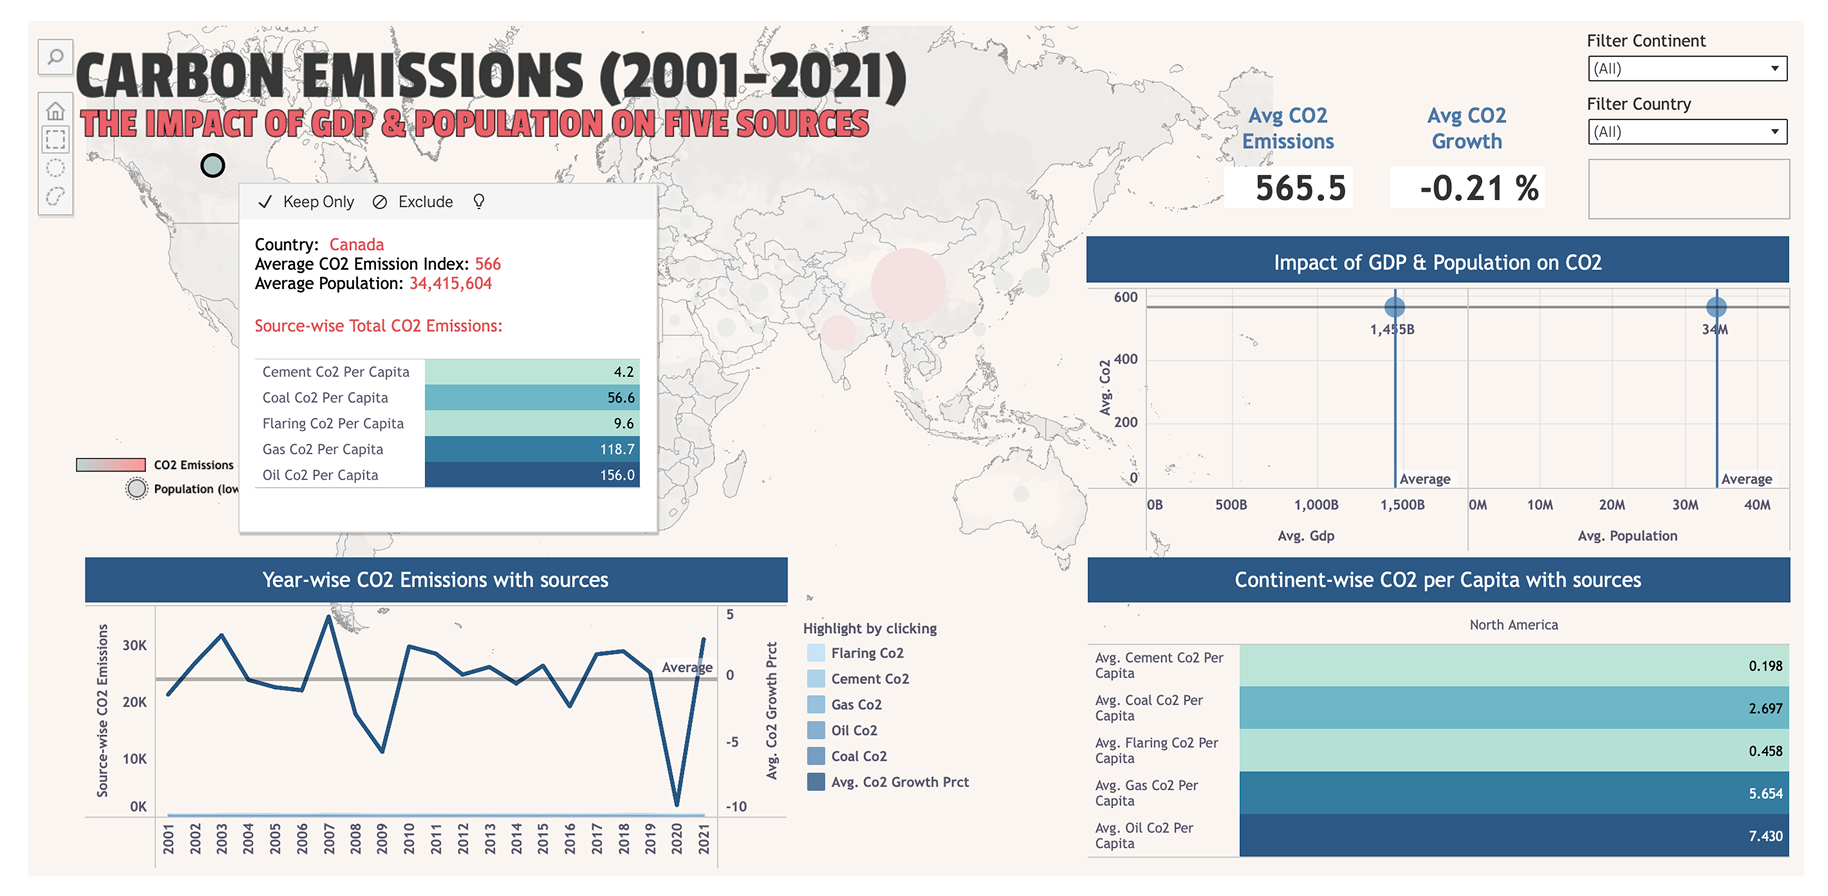 CARBON EMISSIONS (2001-2021)
THE IMPACT OF GDP & POPULATION ON FIVE SOURCES
Filter Continent
(All)
Filter Country
(All)
Avg CO2
Emissions
565.5
Avg CO2
Growth
-0.21 %
Keep Only
Exclude
Country: Canada
Average CO2 Emission Index: 566
Average Population: 34,415,604
Source-wise Total CO2 Emissions:
Cement Co2 Per Capita 4.2
Coal Co2 Per Capita 56.6
Flaring Co2 Per Capita 9.6
Gas Co2 Per Capita 118.7
Oil Co2 Per Capita 156.0
CO2 Emissions
Population (low
Impact of GDP & Population on CO2
Avg. Co2
600
400
200
0
1,455B
34M
Average
Average
0B 500B 1,000B 1,500B 0M 10M 20M 30M 40M
Avg. Gdp
Avg. Population
Year-wise CO2 Emissions with sources
Source-wise CO2 Emissions
30K
20K
10K
0K
Average
5
0
-5
-10
Avg. Co2 Growth Prct
2001 2002 2003 2004 2005 2006 2007 2008 2009 2010 2011 2012 2013 2014 2015 2016 2017 2018 2019 2020 2021
Highlight by clicking
Flaring Co2
Cement Co2
Gas Co2
Oil Co2
Coal Co2
Avg. Co2 Growth Prct
Continent-wise CO2 per Capita with sources
North America
Avg. Cement Co2 Per
Capita
0.198
Avg. Coal Co2 Per
Capita
2.697
Avg. Flaring Co2 Per
Capita
0.458
Avg. Gas Co2 Per
Capita
5.654
Avg. Oil Co2 Per
Capita
7.430